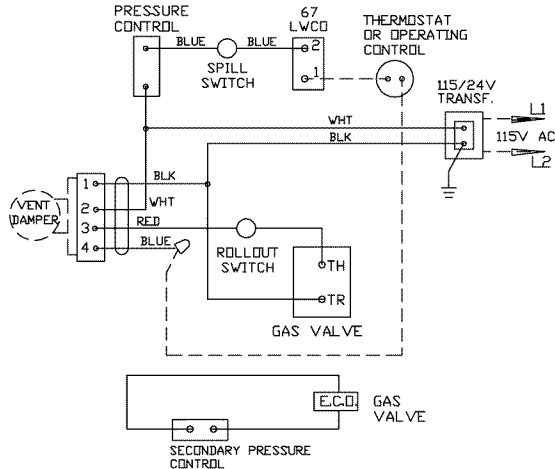 PRESSURE
CONTROL
67
LWCO
THERMOSTAT
OR OPERATING
CONTROL
BLUE
BLUE
2
SPILL
SWITCH
1
115/24V
TRANSF.
L1
WHT
115V AC
BLK
L2
1
BLK
VENT
DAMPER
2
WHT
3
RED
4
BLUE
ROLLOUT
SWITCH
TH
TR
GAS VALVE
E.C.O.
GAS
VALVE
SECONDARY PRESSURE
CONTROL